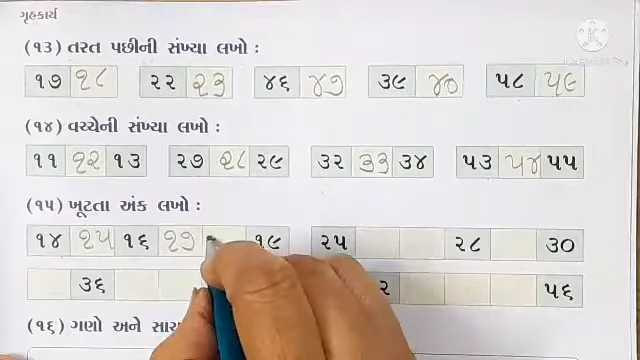 ગૃહકાર્ય
(૧૩) તરત પછીની સંખ્યા લખો :
૧૭ ૧૮ ૨૨ ૨૩ ૪૬ ૪૭ ૩૯ ૪૦ ૫૮ ૫૯
(૧૪) વચ્ચેની સંખ્યા લખો :
૧૧ ૧૨ ૧૩ ૨૭ ૨૮ ૨૯ ૩૨ ૩૩ ૩૪ ૫૩ ૫૪ ૫૫
(૧૫) ખૂટતા અંક લખો :
૧૪ ૧૫ ૧૬ ૧૭ ૧૯ ૨૫ ૨૮ ૩૦
૩૬ ૫૬
(૧૬) ગણો અને